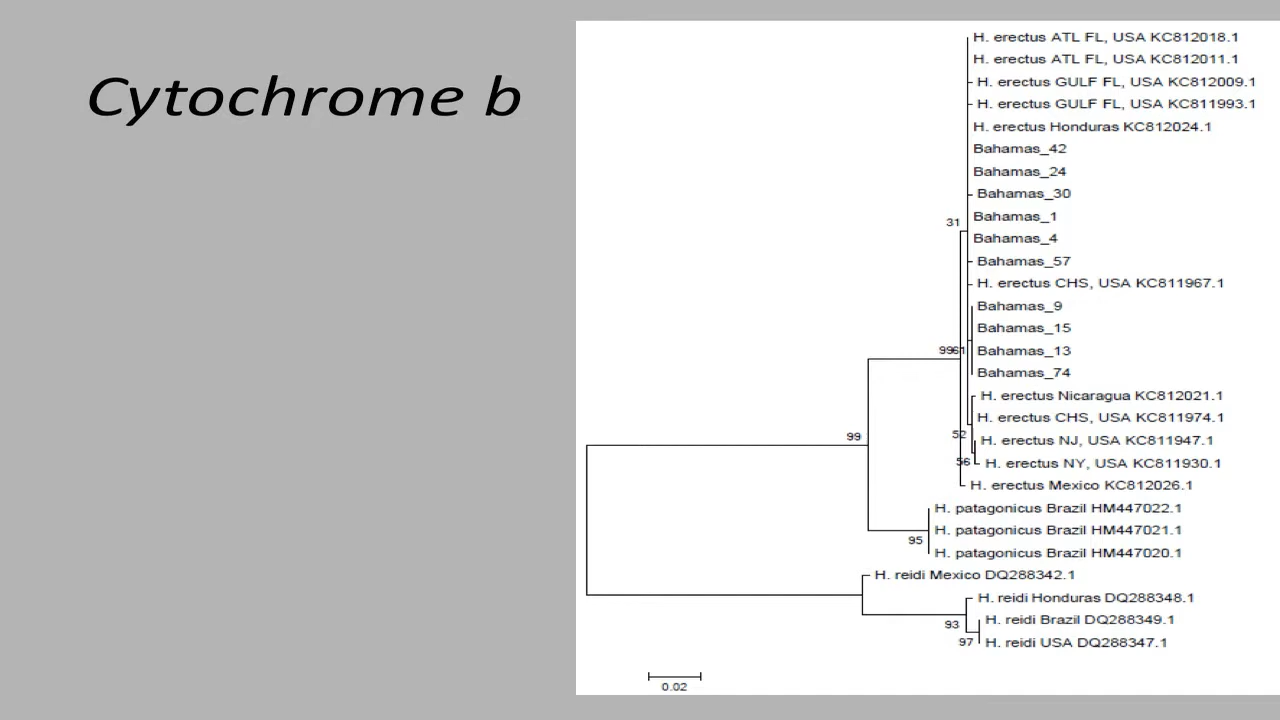 Cytochrome b
H. erectus ATL FL, USA KC812018.1
H. erectus ATL FL, USA KC812011.1
H. erectus GULF FL, USA KC812009.1
H. erectus GULF FL, USA KC811993.1
H. erectus Honduras KC812024.1
Bahamas_42
Bahamas_24
Bahamas_30
Bahamas_1
31
Bahamas_4
Bahamas_57
H. erectus CHS, USA KC811967.1
Bahamas_9
Bahamas_15
99 61
Bahamas_13
Bahamas_74
H. erectus Nicaragua KC812021.1
H. erectus CHS, USA KC811974.1
99
52
H. erectus NJ, USA KC811947.1
56
H. erectus NY, USA KC811930.1
H. erectus Mexico KC812026.1
H. patagonicus Brazil HM447022.1
H. patagonicus Brazil HM447021.1
95
H. patagonicus Brazil HM447020.1
H. reidi Mexico DQ288342.1
H. reidi Honduras DQ288348.1
93
H. reidi Brazil DQ288349.1
97
H. reidi USA DQ288347.1
0.02